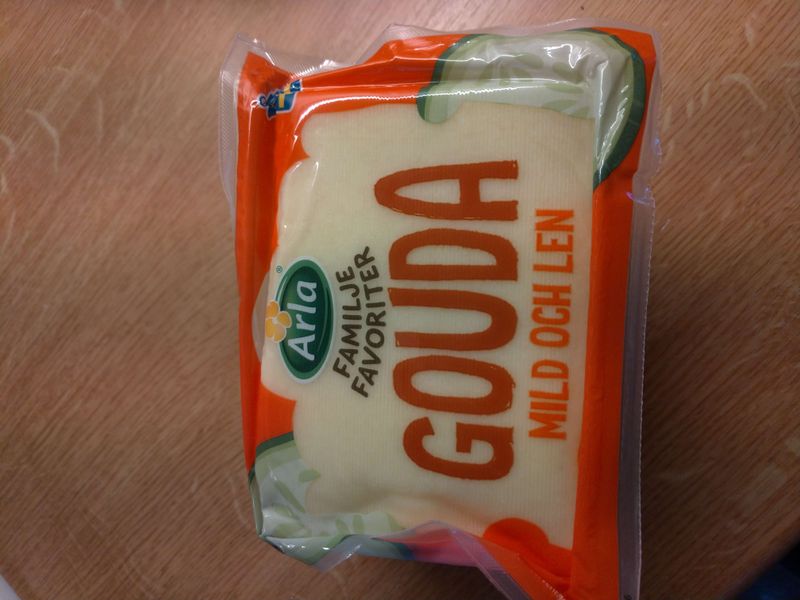 Arla
FAMILJE
FAVORITER
GOUDA
MILD OCH LEN